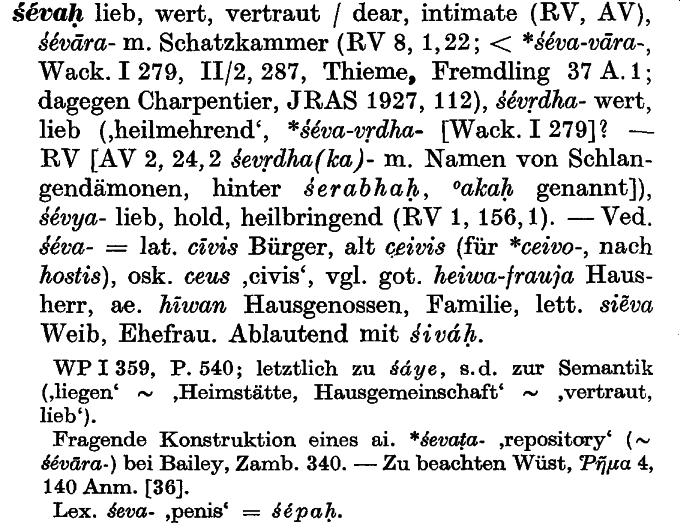 śévaḥ lieb, wert, vertraut / dear, intimate (RV, AV),
śévāra- m. Schatzkammer (RV 8, 1,22; < *śéva-vāra-,
Wack. I 279, II/2, 287, Thieme, Fremdling 37 A. 1;
dagegen Charpentier, JRAS 1927, 112), śévṛdha- wert,
lieb (‚heilmehrend‘, *śéva-vṛdha- [Wack. I 279]? —
RV [AV 2, 24,2 śevṛdha(ka)- m. Namen von Schlan-
gendämonen, hinter śerabhaḥ, °akaḥ genannt]),
śévya- lieb, hold, heilbringend (RV 1, 156,1). — Ved.
śéva- = lat. cīvis Bürger, alt ceivis (für *ceivo-, nach
hostis), osk. ceus ‚civis‘, vgl. got. heiwa-frauja Haus-
herr, ae. hīwan Hausgenossen, Familie, lett. siẽva
Weib, Ehefrau. Ablautend mit śiváḥ.
WP I 359, P. 540; letztlich zu śáye, s. d. zur Semantik
(‚liegen‘ ~ ‚Heimstätte, Hausgemeinschaft‘ ~ ‚vertraut,
lieb‘).
Fragende Konstruktion eines ai. *śevaṭa- ‚repository‘ (~
śévāra-) bei Bailey, Zamb. 340. — Zu beachten Wüst, Ῥῆμα 4,
140 Anm. [36].
Lex. śeva- ‚penis‘ = śépaḥ.